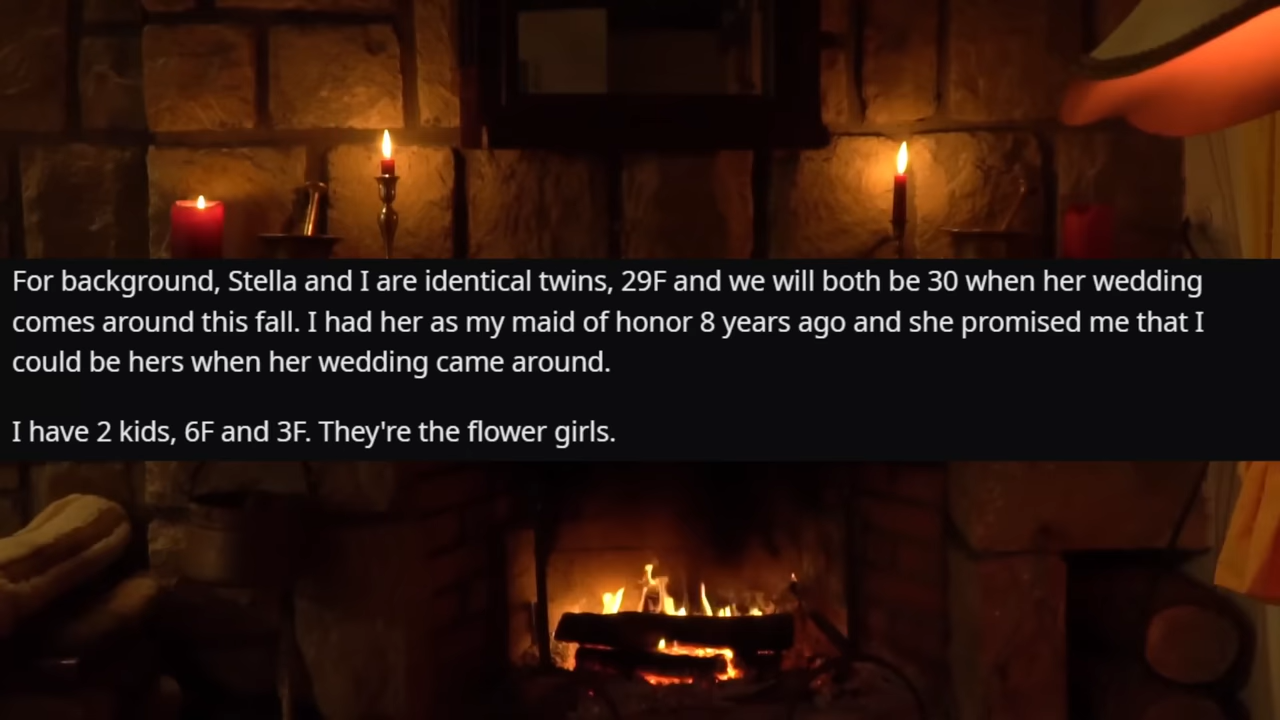 For background, Stella and I are identical twins, 29F and we will both be 30 when her wedding
comes around this fall. I had her as my maid of honor 8 years ago and she promised me that I
could be hers when her wedding came around.
I have 2 kids, 6F and 3F. They're the flower girls.